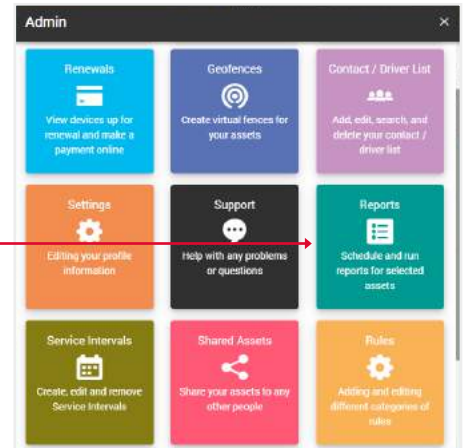 Admin ×
Renewals
View devices up for
renewal and make a
payment online
Geofences
Create virtual fences for
your assets
Contact / Driver List
Add, edit, search, and
delete your contact /
driver list
Settings
Editing your profile
information
Support
Help with any problems
or questions
Reports
Schedule and run
reports for selected
assets
Service Intervals
Create, edit and remove
Service Intervals
Shared Assets
Share your assets to any
other people
Rules
Adding and editing
different categories of
rules